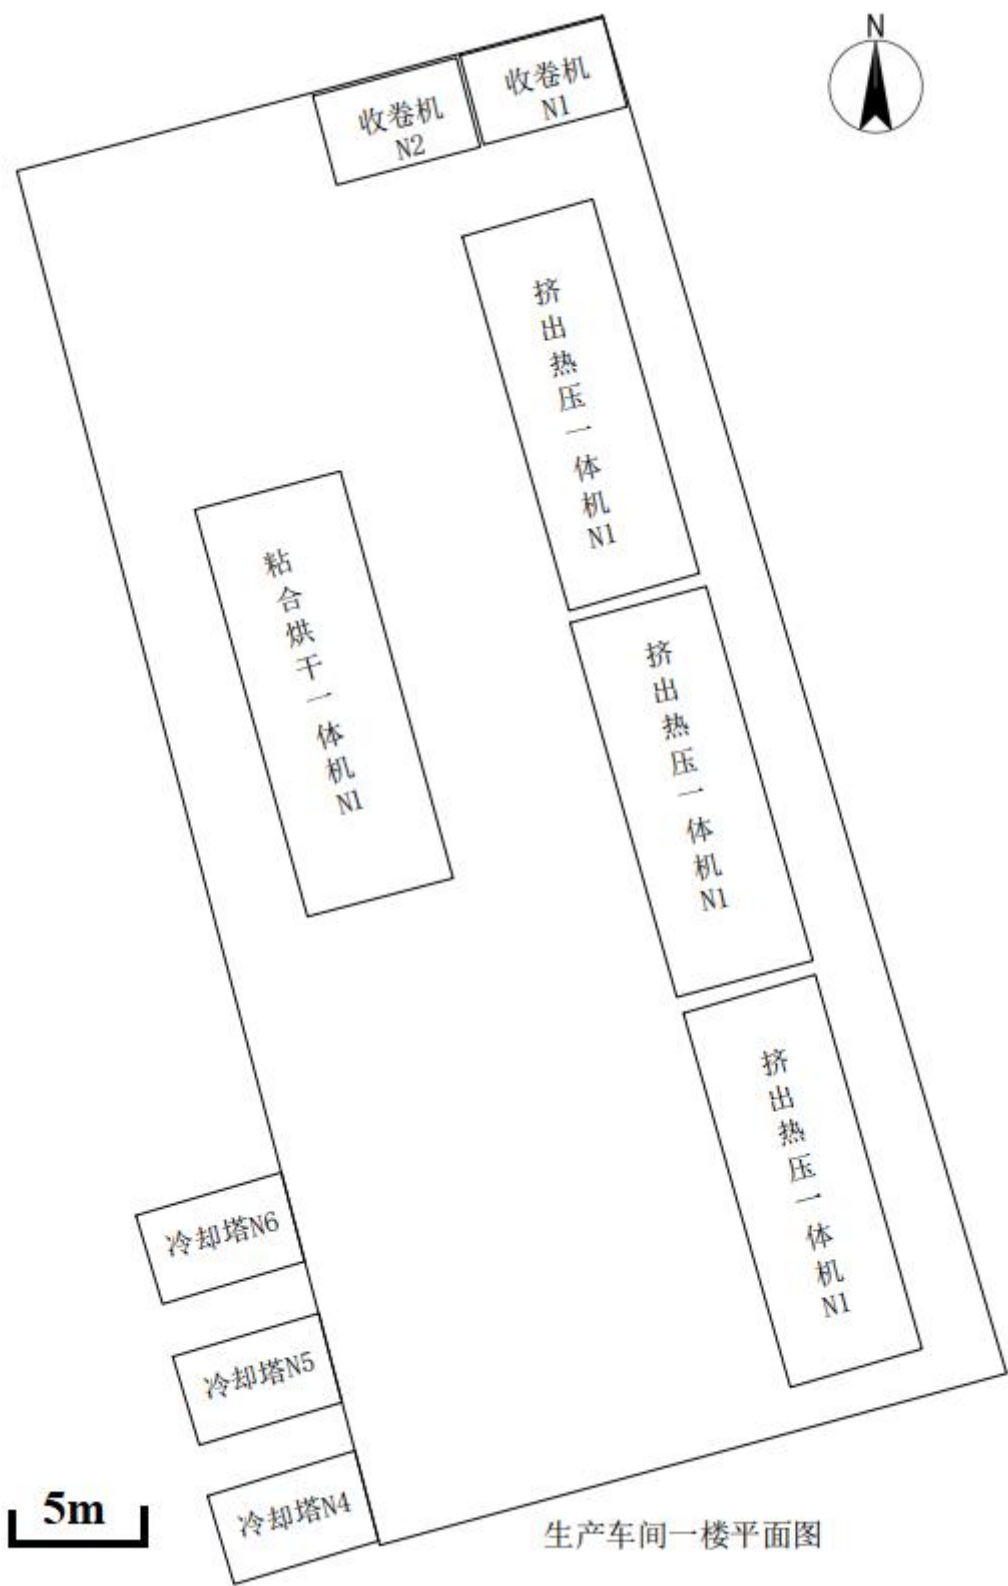 N
收卷机
N1
收卷机
N2
挤出热压一体机N1
粘合烘干一体机N1
挤出热压一体机N1
挤出热压一体机N1
冷却塔N6
冷却塔N5
冷却塔N4
5m
生产车间一楼平面图